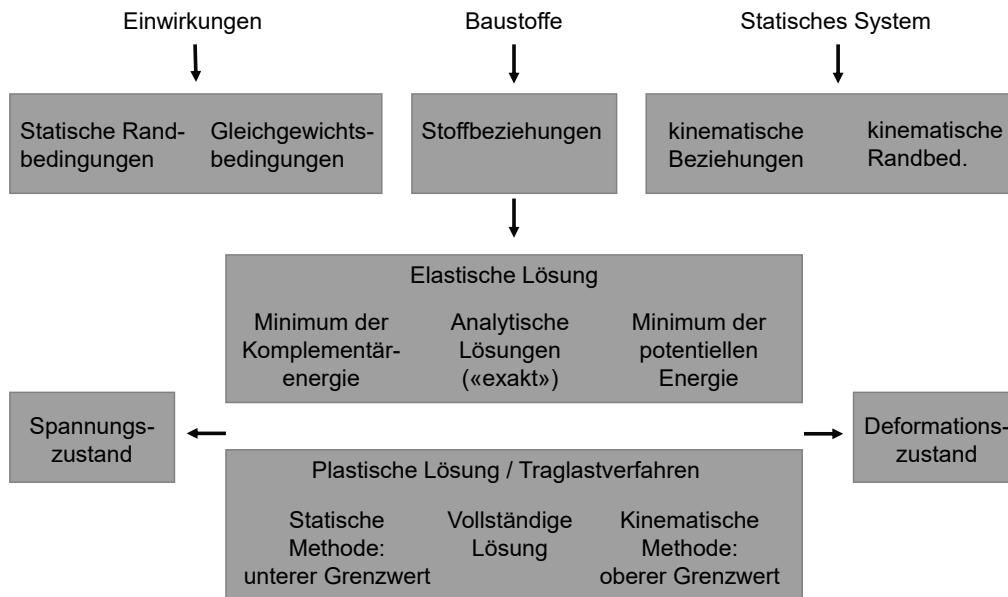 Einwirkungen
Baustoffe
Statisches System
Statische Rand-
bedingungen
Gleichgewichts-
bedingungen
Stoffbeziehungen
kinematische
Beziehungen
kinematische
Randbed.
Elastische Lösung
Minimum der
Komplementär-
energie
Analytische
Lösungen
(«exakt»)
Minimum der
potentiellen
Energie
Spannungs-
zustand
Deformations-
zustand
Plastische Lösung / Traglastverfahren
Statische
Methode:
unterer Grenzwert
Vollständige
Lösung
Kinematische
Methode:
oberer Grenzwert